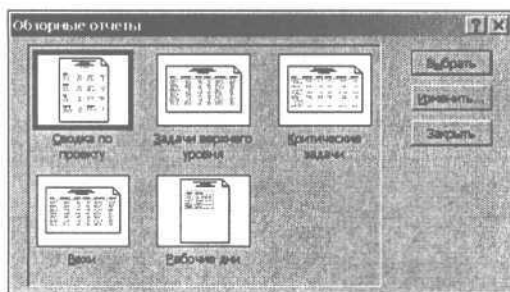 Обзорные отчеты
Выбрать
Изменить...
Закрыть
Сводка по
проекту
Задачи верхнего
уровня
Критические
задачи
Вехи
Рабочие дни